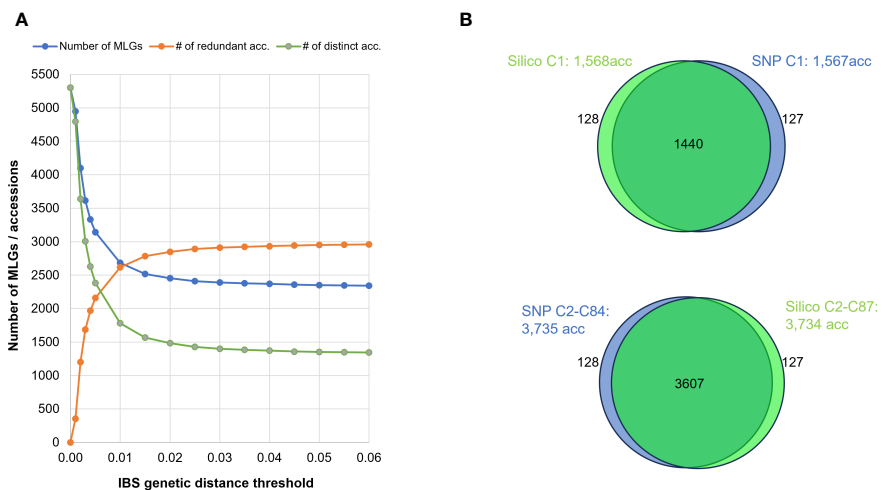 A
B
Number of MLGs
# of redundant acc.
# of distinct acc.
Number of MLGs / accessions
5500
5000
4500
4000
3500
3000
2500
2000
1500
1000
500
0
0.00 0.01 0.02 0.03 0.04 0.05 0.06
IBS genetic distance threshold
Silico C1: 1,568acc
SNP C1: 1,567acc
128
1440
127
SNP C2-C84:
3,735 acc
Silico C2-C87:
3,734 acc
128
3607
127